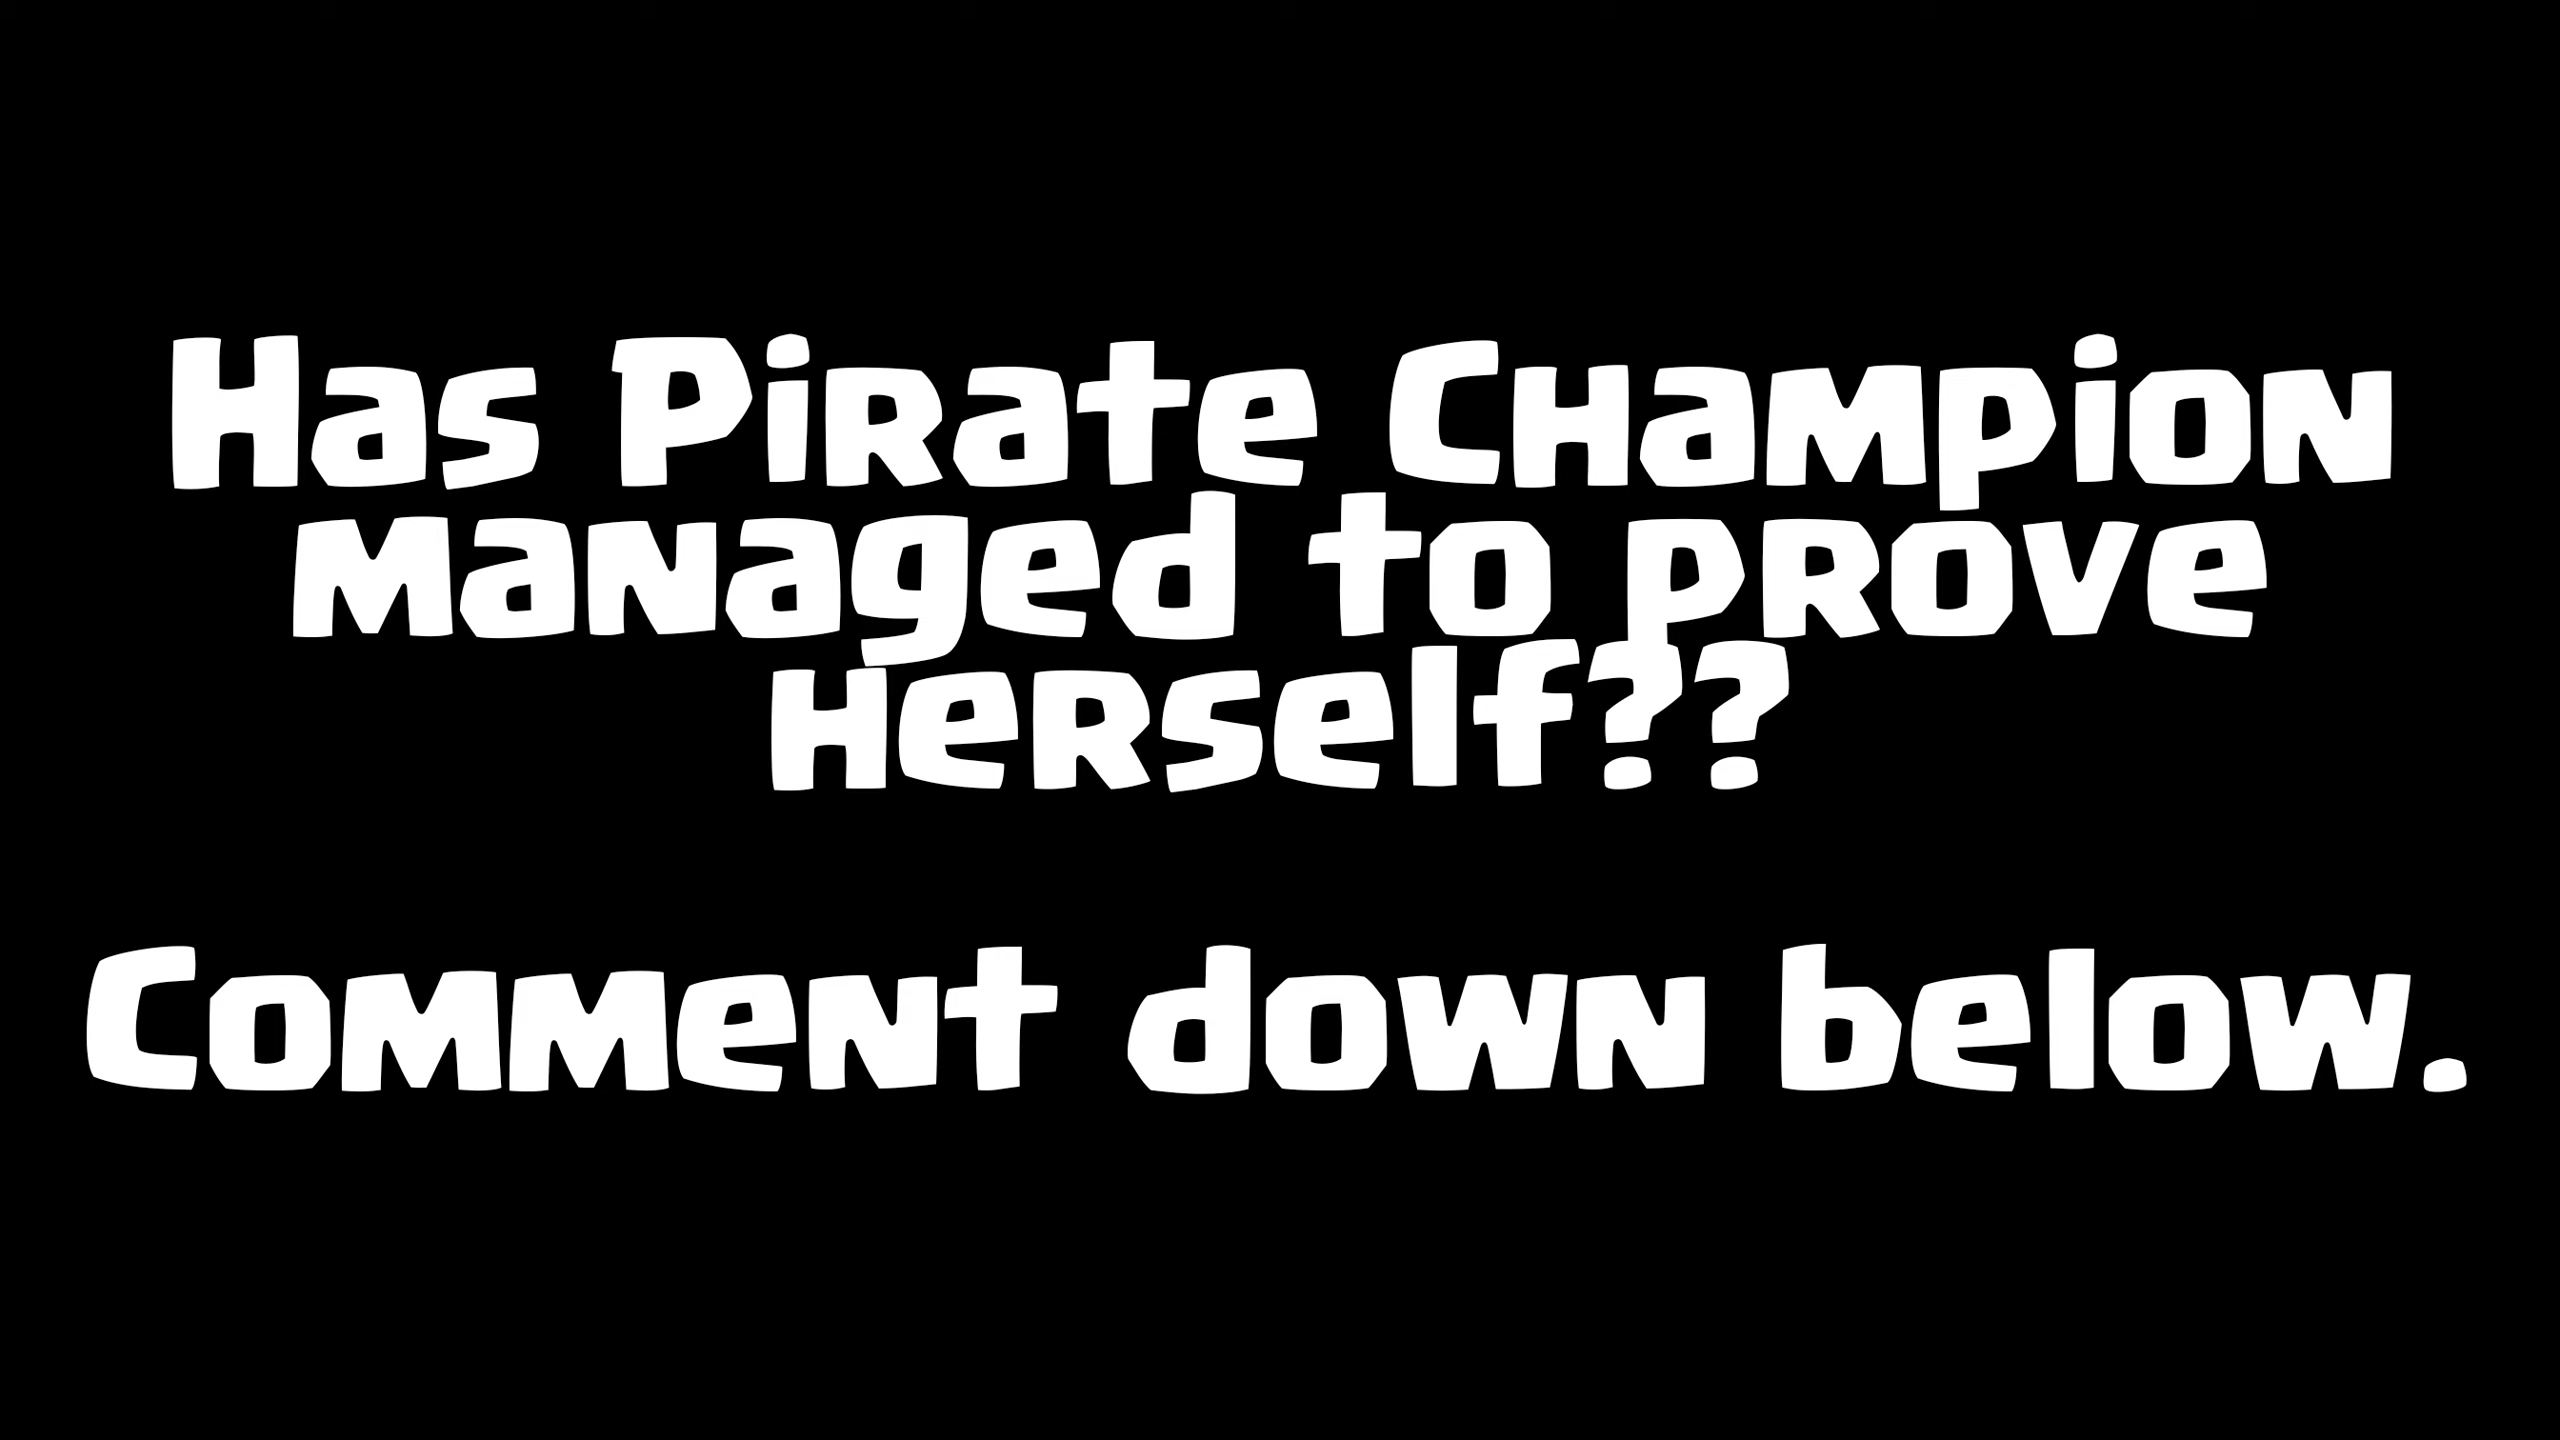 Has Pirate Champion
managed to prove
herself??
Comment down below.